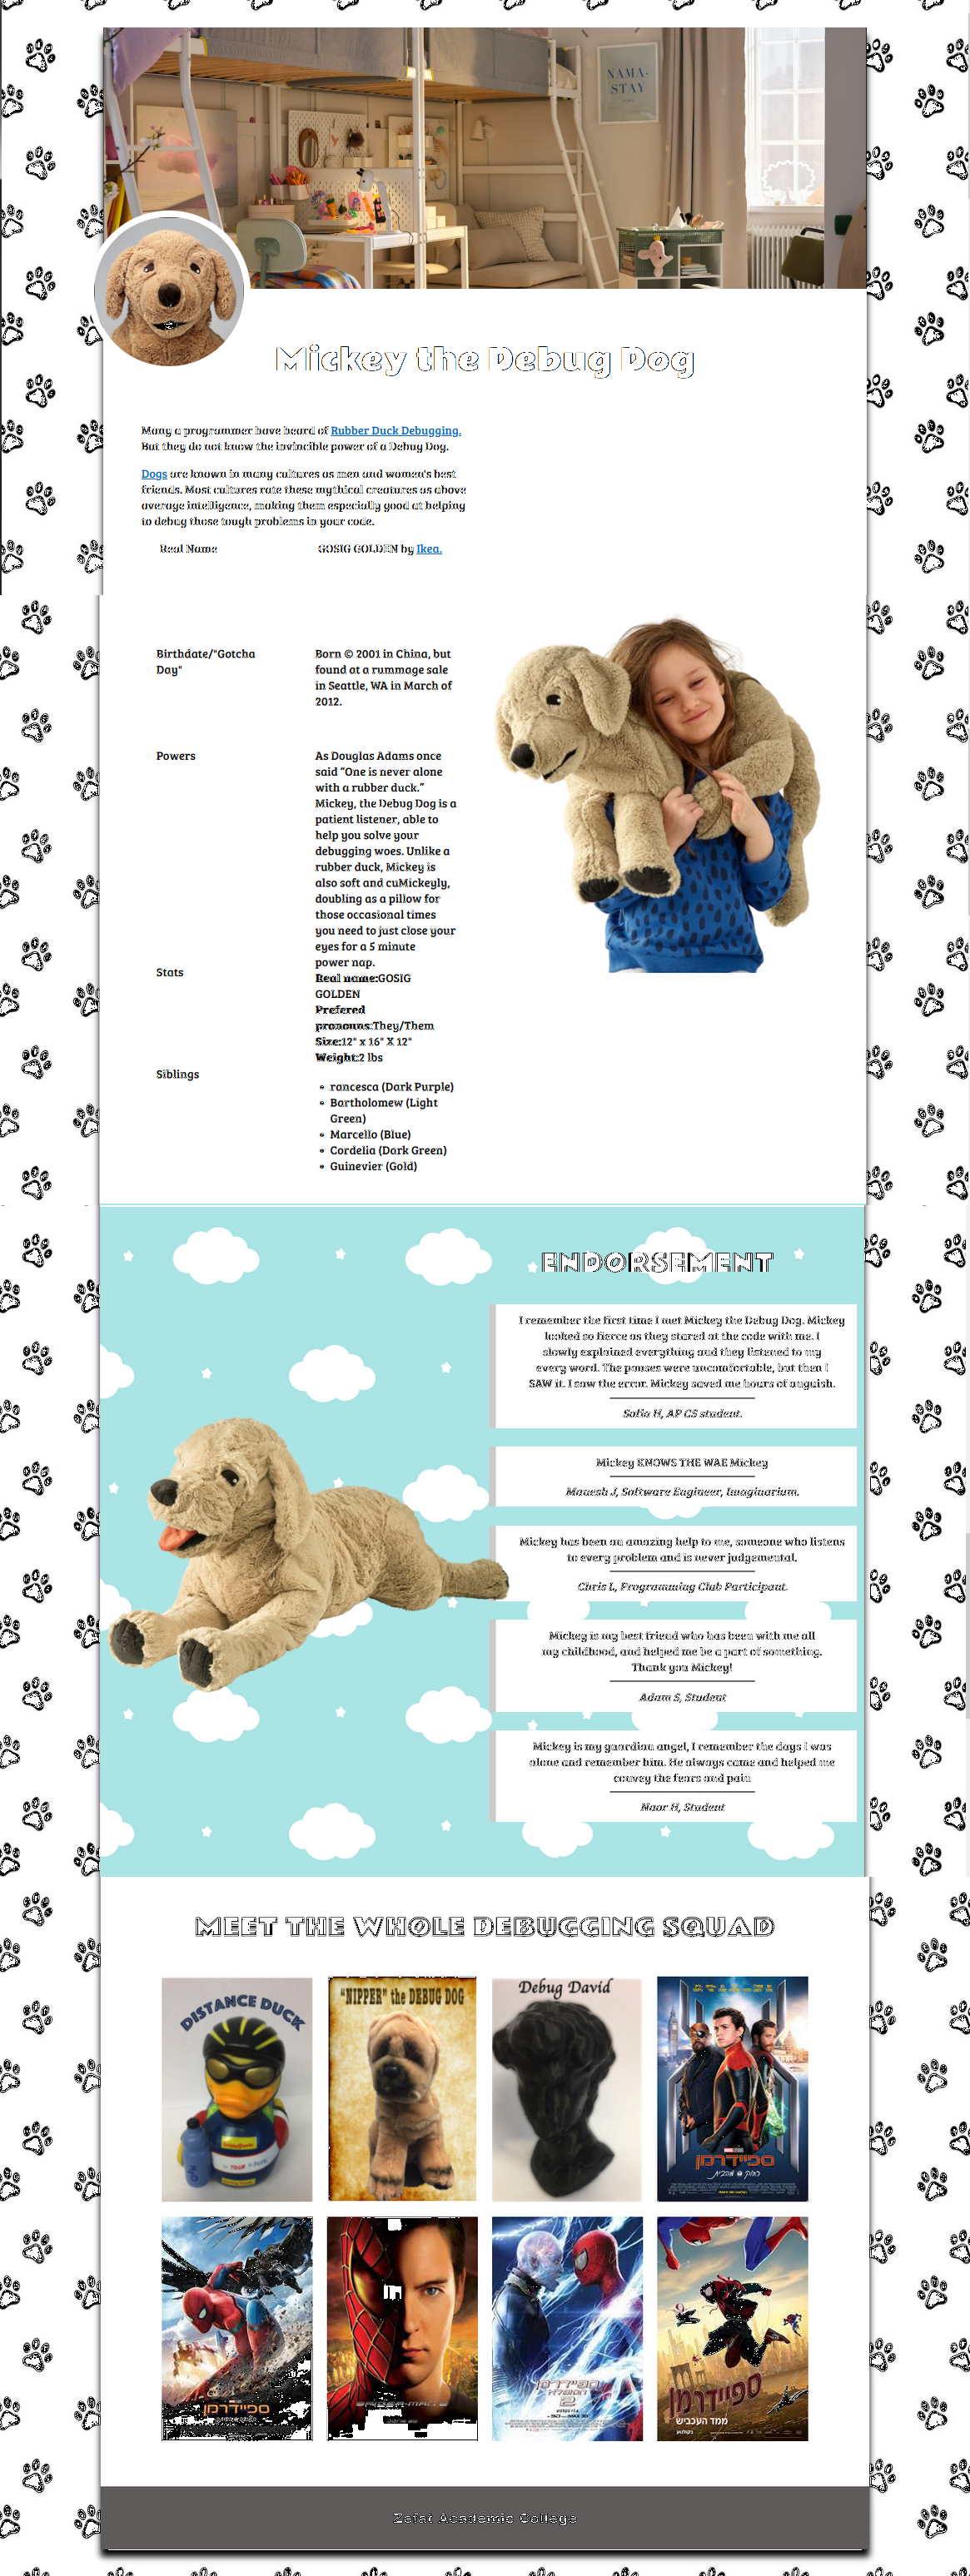 NAMA-
STAY
Mickey the Debug Dog
Many a programmer have heard of Rubber Duck Debugging.
But they do not know the invincible power of a Debug Dog.
Dogs are known in many cultures as men and women's best
friends. Most cultures rate these mythical creatures as above
average intelligence, making them especially good at helping
to debug those tough problems in your code.
Real Name
GOSIG GOLDEN by Ikea.
Birthdate/"Gotcha
Day"
Born © 2001 in China, but
found at a rummage sale
in Seattle, WA in March of
2012.
Powers
As Douglas Adams once
said “One is never alone
with a rubber duck.”
Mickey, the Debug Dog is a
patient listener, able to
help you solve your
debugging woes. Unlike a
rubber duck, Mickey is
also soft and cuMickeyly,
doubling as a pillow for
those occasional times
you need to just close your
eyes for a 5 minute
power nap.
Stats
Real name:GOSIG
GOLDEN
Prefered
pronouns:They/Them
Size:12" x 16" X 12"
Weight:2 lbs
Siblings
rancesca (Dark Purple)
Bartholomew (Light
Green)
Marcello (Blue)
Cordelia (Dark Green)
Guinevier (Gold)
ENDORSEMENT
I remember the first time I met Mickey the Debug Dog. Mickey
looked so fierce as they stared at the code with me. I
slowly explained everything and they listened to my
every word. The pauses were uncomfortable, but then I
SAW it. I saw the error. Mickey saved me hours of anguish.
Sofia H, AP CS student.
Mickey KNOWS THE WAE Mickey
Manesh J, Software Engineer, Imaginarium.
Mickey has been an amazing help to me, someone who listens
to every problem and is never judgemental.
Chris L, Programming Club Participant.
Mickey is my best friend who has been with me all
my childhood, and helped me be a part of something.
Thank you Mickey!
Adam S, Student
Mickey is my guardian angel, I remember the days I was
alone and remember him. He always came and helped me
convey the fears and pain
Naor H, Student
MEET THE WHOLE DEBUGGING SQUAD
DISTANCE DUCK
“NIPPER” the DEBUG DOG
Debug David
ספיידרמן
רחוק מהבית
ספיידרמן
SPIDER-MAN 2
ספיידרמן
2
ספיידרמן
ממד העכביש
Zefat Academic College